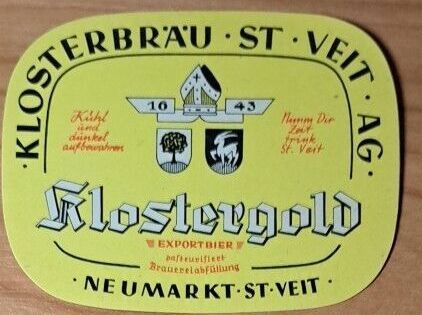 KLOSTERBRÄU · ST · VEIT · AG ·
16 43
Kühl
und
dunkel
aufbewahren
Nimm Dir
Zeit
trink
St. Veit
Klostergold
EXPORTBIER
pasteurisiert
Brauereiabfüllung
· NEUMARKT · ST · VEIT ·